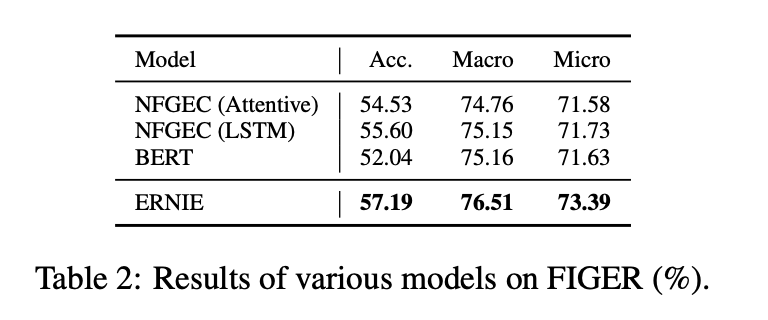 Model Acc. Macro Micro
NFGEC (Attentive) 54.53 74.76 71.58
NFGEC (LSTM) 55.60 75.15 71.73
BERT 52.04 75.16 71.63
ERNIE 57.19 76.51 73.39
Table 2: Results of various models on FIGER (%).